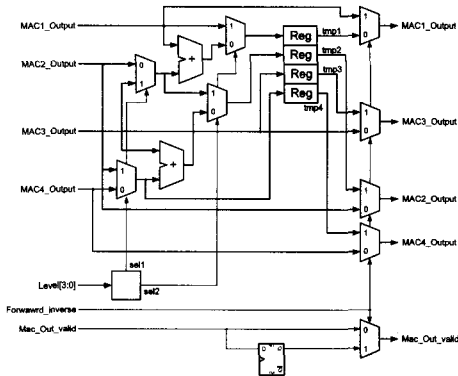 MAC1_Output
1
0
Reg
tmp1
1
0
MAC1_Output
MAC2_Output
0
1
Reg
tmp2
Reg
tmp3
1
0
Reg
tmp4
+
+
MAC3_Output
1
0
MAC3_Output
1
0
MAC4_Output
1
0
MAC2_Output
1
0
MAC4_Output
sel1
Level[3:0]
sel2
Forwawrd_inverse
Mac_Out_valid
0
1
Mac_Out_valid